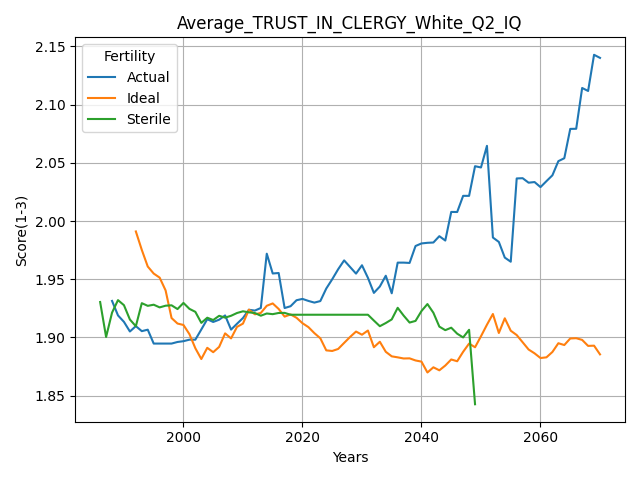 Average_TRUST_IN_CLERGY_White_Q2_IQ
Fertility
Actual
Ideal
Sterile
Score(1-3)
2.15
2.10
2.05
2.00
1.95
1.90
1.85
2000
2020
2040
2060
Years